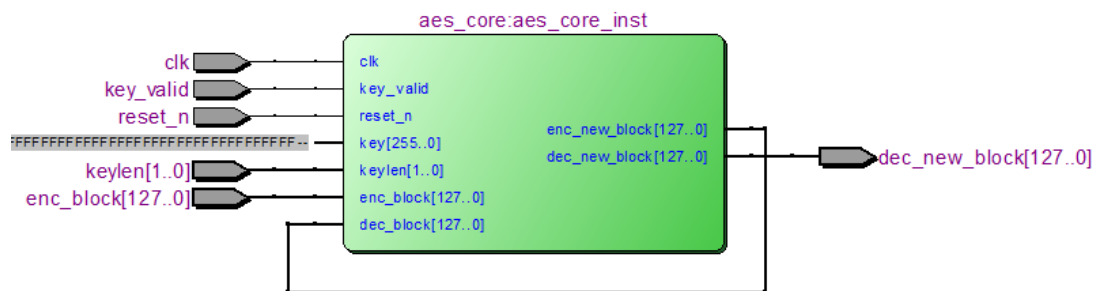 aes_core:aes_core_inst
clk
key_valid
reset_n
keylen[1..0]
enc_block[127..0]
clk
key_valid
reset_n
key[255..0]
keylen[1..0]
enc_block[127..0]
dec_block[127..0]
enc_new_block[127..0]
dec_new_block[127..0]
dec_new_block[127..0]